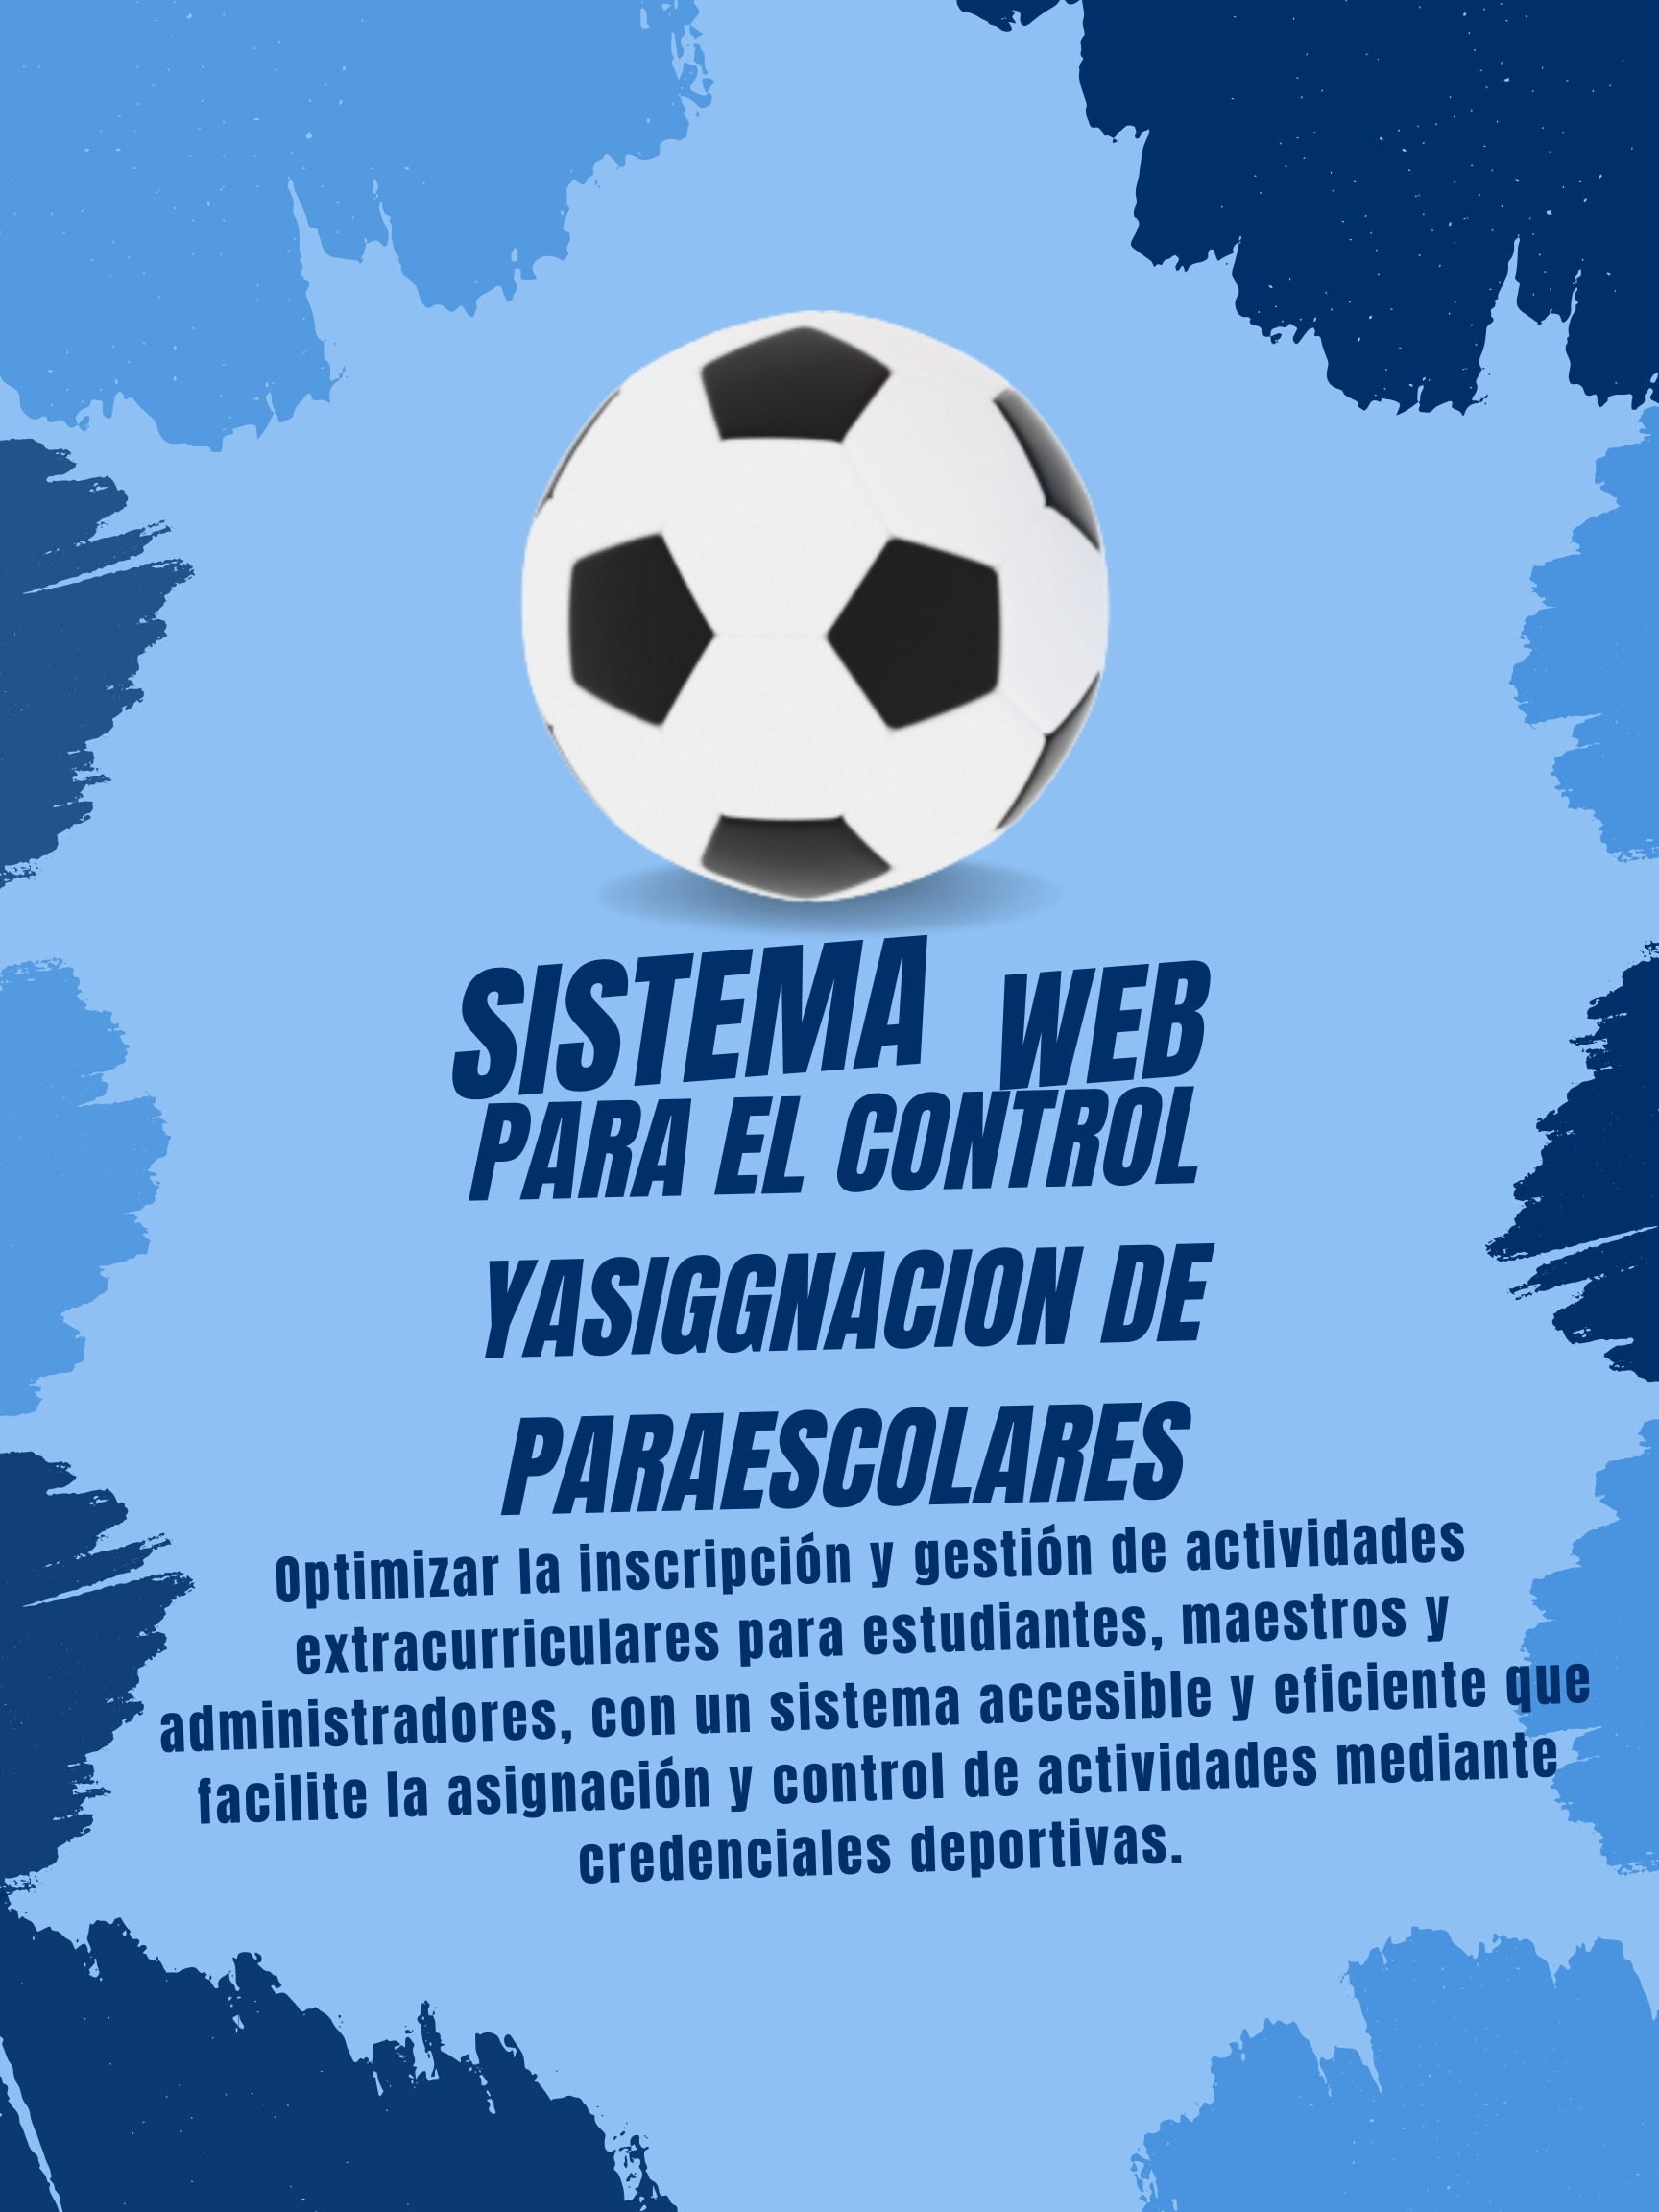 SISTEMA WEB
PARA EL CONTROL
YASIGGNACION DE
PARAESCOLARES
Optimizar la inscripción y gestión de actividades
extracurriculares para estudiantes, maestros y
administradores, con un sistema accesible y eficiente que
facilite la asignación y control de actividades mediante
credenciales deportivas.